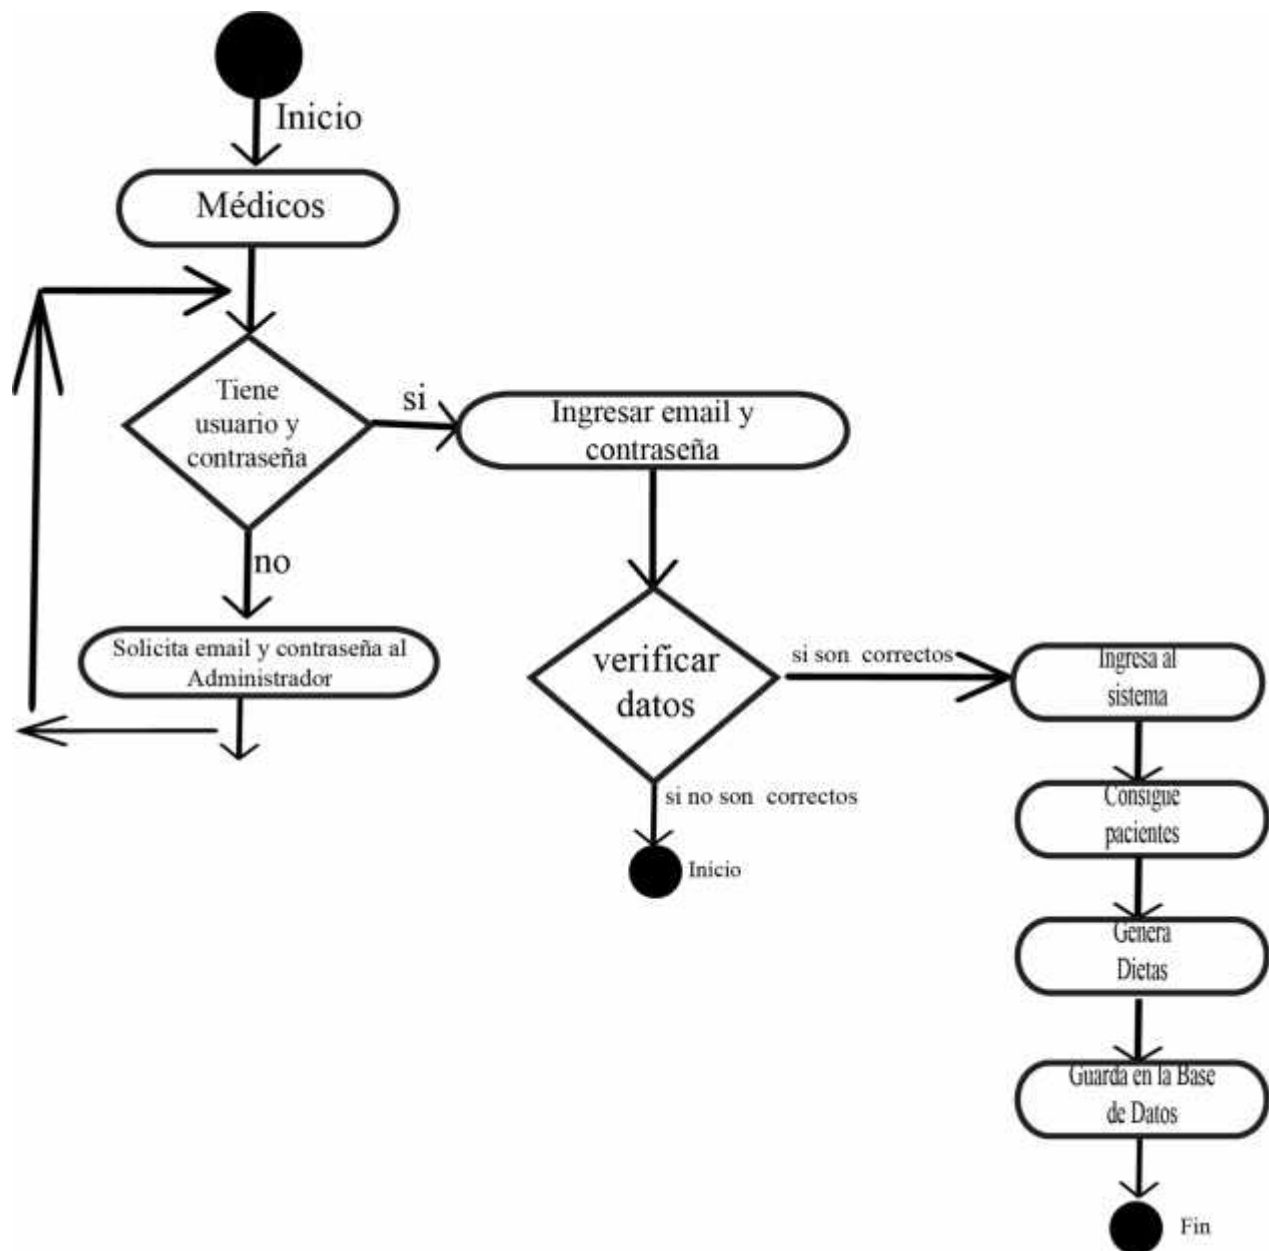 Inicio
Médicos
Tiene
usuario y
contraseña
si
Ingresar email y
contraseña
no
Solicita email y contraseña al
Administrador
verificar
datos
si son correctos
Ingresa al
sistema
si no son correctos
Inicio
Consigue
pacientes
Genera
Dietas
Guarda en la Base
de Datos
Fin